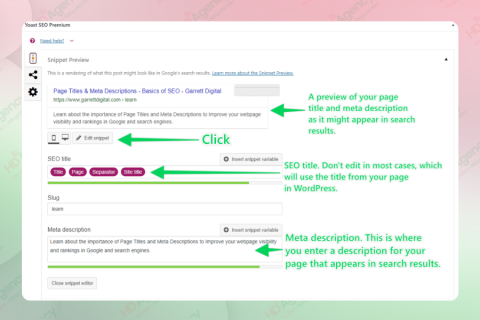 Yoast SEO Premium
Need help?
Snippet Preview
This is a rendering of what this post might look like in Google's search results. Learn more about the Snippet Preview.
Page Titles & Meta Descriptions - Basics of SEO - Garrett Digital
https://www.garrettdigital.com › learn
Learn about the importance of Page Titles and Meta Descriptions to improve your webpage
visibility and rankings in Google and search engines.
A preview of your page
title and meta description
as it might appear in search
results.
Edit snippet
Click
SEO title
Insert snippet variable
Title Page Separator Site title
SEO title. Don't edit in most cases, which
will use the title from your page
in WordPress.
Slug
learn
Meta description
Insert snippet variable
Learn about the importance of Page Titles and Meta Descriptions to improve your webpage visibility
and rankings in Google and search engines.
Meta description. This is where
you enter a description for your
page that appears in search results.
Close snippet editor